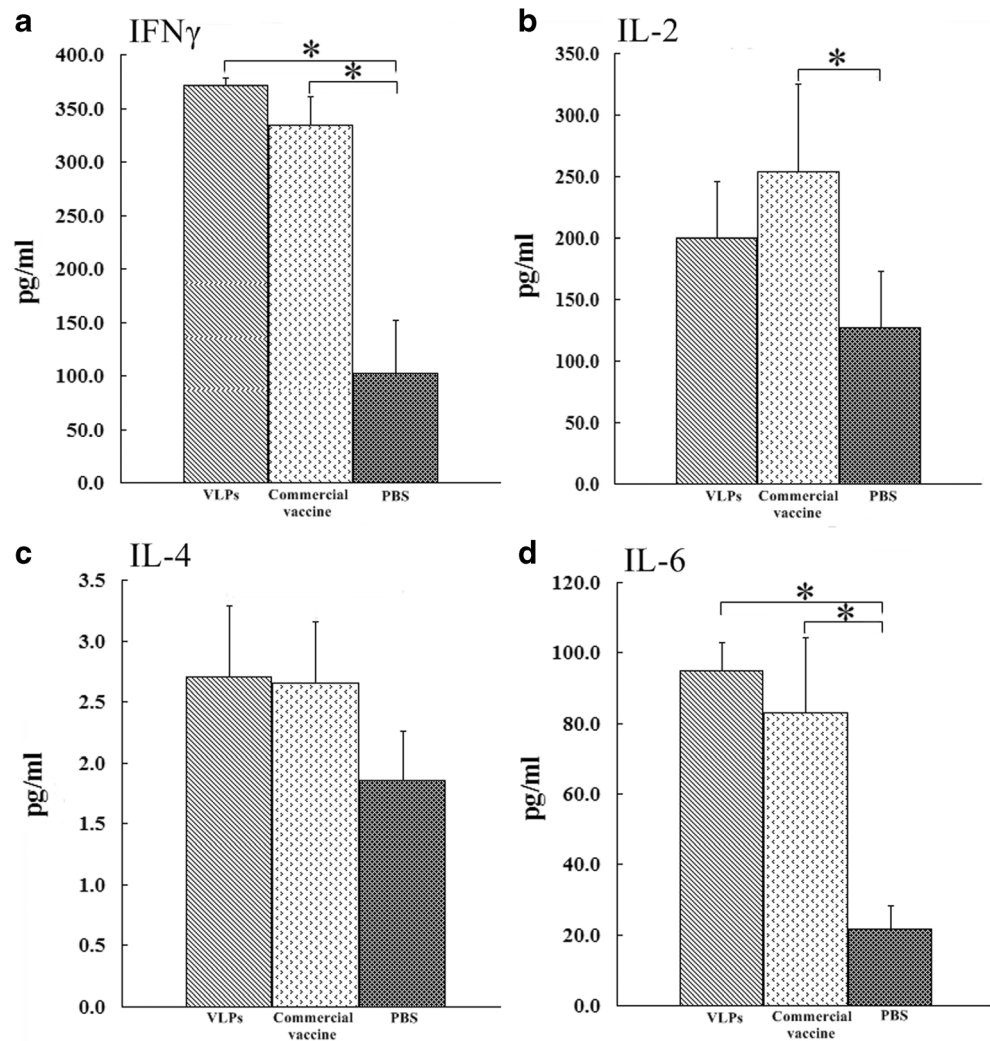 a
IFNγ
400.0
350.0
300.0
250.0
200.0
150.0
100.0
50.0
0.0
pg/ml
*
*
VLPs
Commercial
vaccine
PBS
b
IL-2
350.0
300.0
250.0
200.0
150.0
100.0
50.0
0.0
pg/ml
*
VLPs
Commercial
vaccine
PBS
c
IL-4
3.5
3.0
2.5
2.0
1.5
1.0
0.5
0.0
pg/ml
VLPs
Commercial
vaccine
PBS
d
IL-6
120.0
100.0
80.0
60.0
40.0
20.0
0.0
pg/ml
*
*
VLPs
Commercial
vaccine
PBS